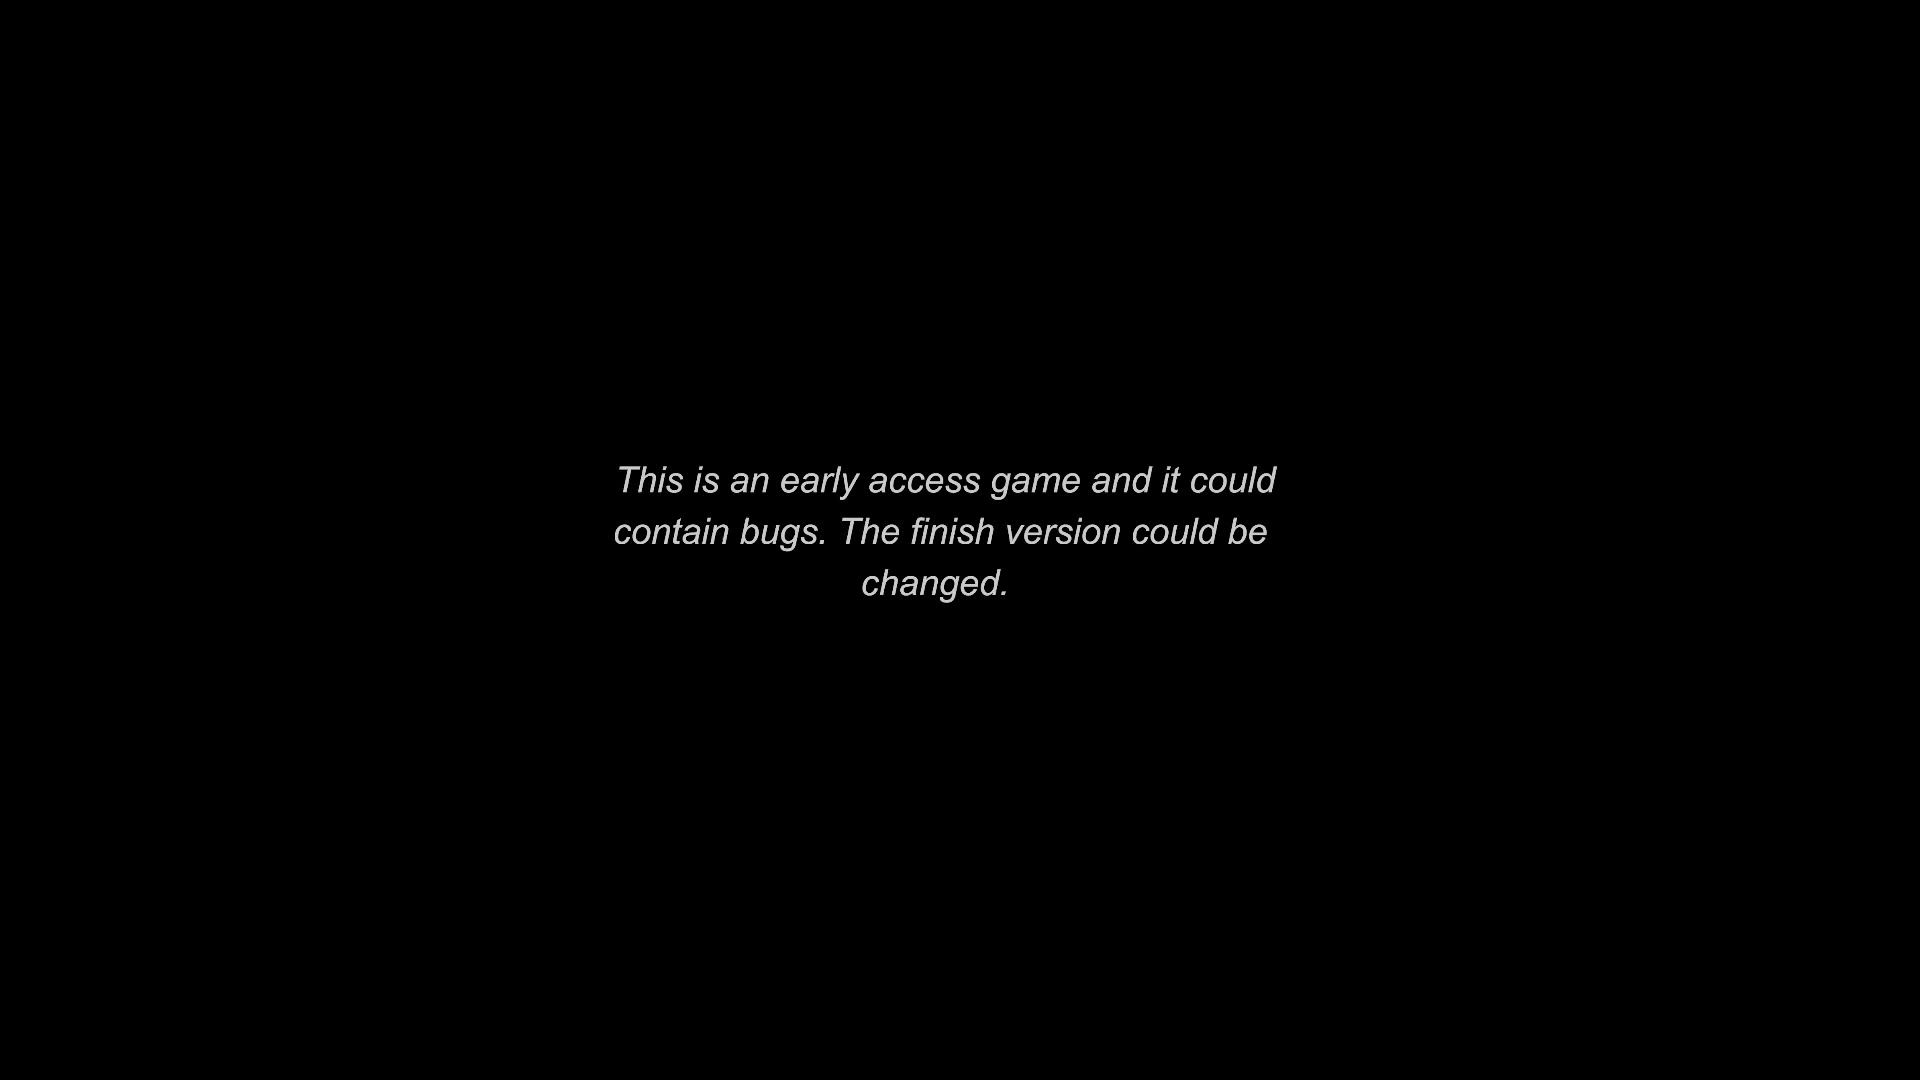 This is an early access game and it could
contain bugs. The finish version could be
changed.